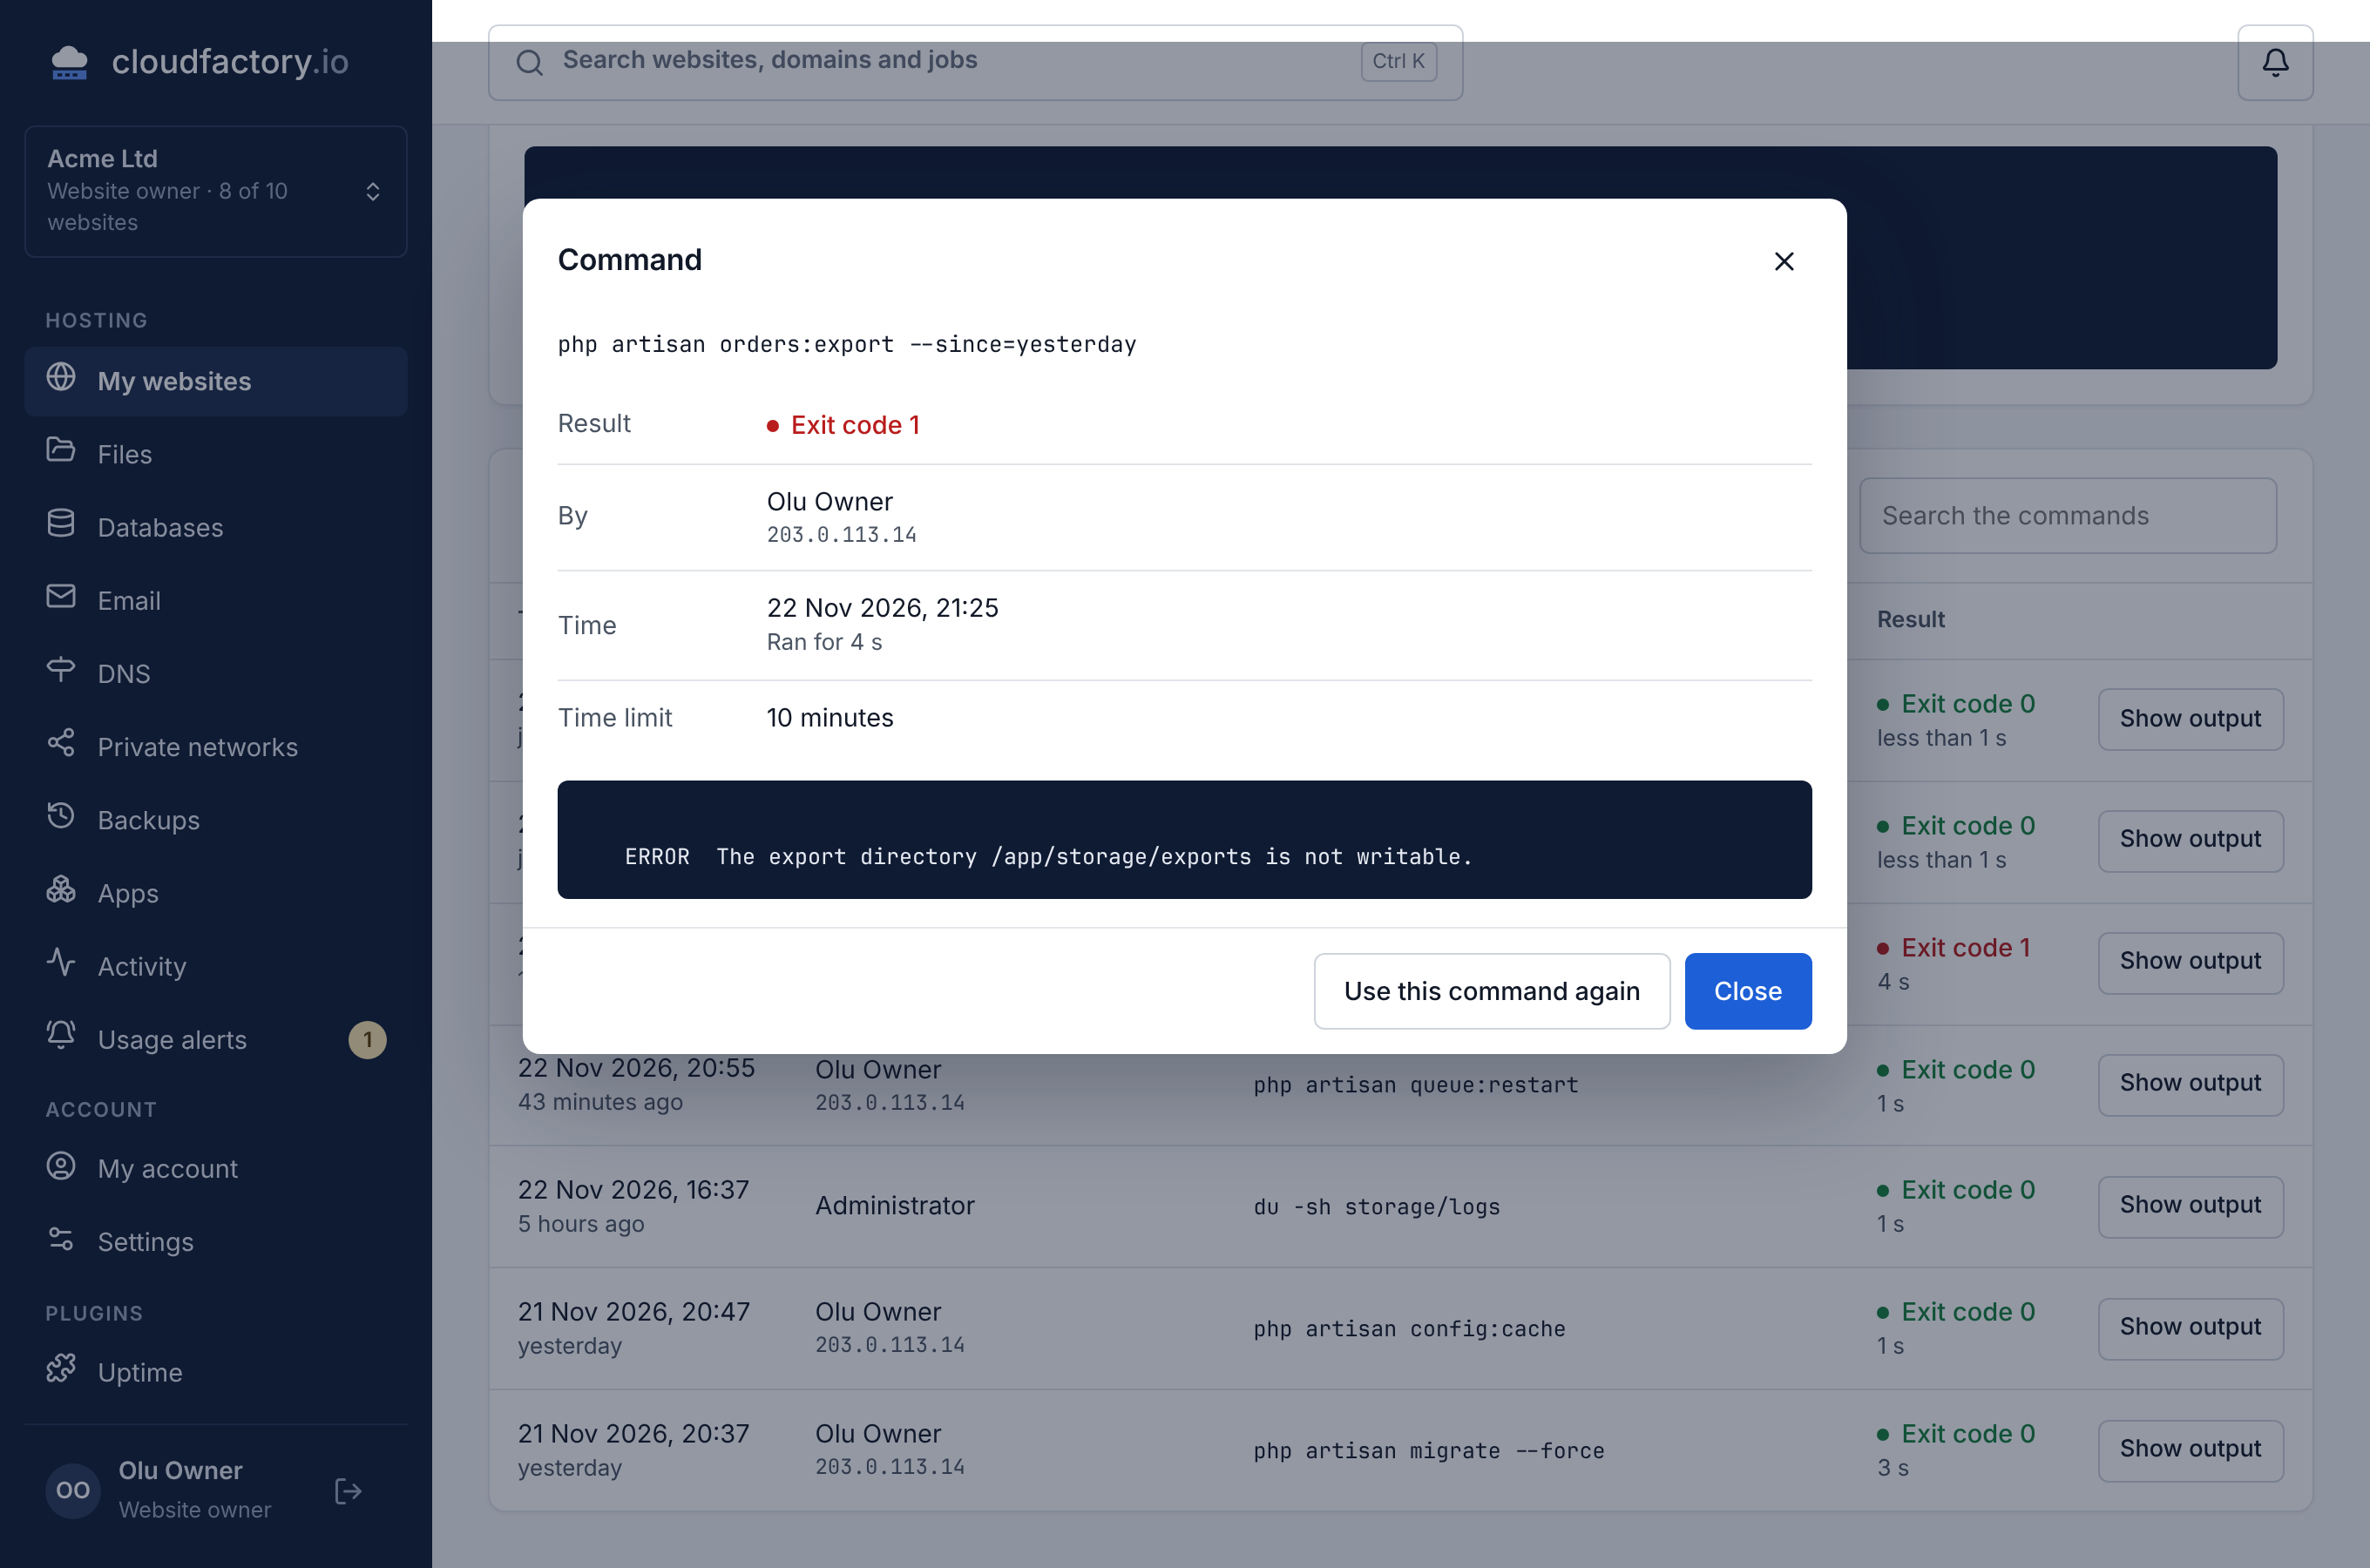 cloudfactory.io
Acme Ltd
Website owner · 8 of 10
websites
HOSTING
My websites
Files
Databases
Email
DNS
Private networks
Backups
Apps
Activity
Usage alerts
1
ACCOUNT
My account
Settings
PLUGINS
Uptime
OO
Olu Owner
Website owner
Search websites, domains and jobs
Ctrl K
Command
php artisan orders:export --since=yesterday
Result
Exit code 1
By
Olu Owner
203.0.113.14
Time
22 Nov 2026, 21:25
Ran for 4 s
Time limit
10 minutes
ERROR  The export directory /app/storage/exports is not writable.
Use this command again
Close
Search the commands
Result
Exit code 0
less than 1 s
Show output
Exit code 0
less than 1 s
Show output
Exit code 1
4 s
Show output
22 Nov 2026, 20:55
43 minutes ago
Olu Owner
203.0.113.14
php artisan queue:restart
Exit code 0
1 s
Show output
22 Nov 2026, 16:37
5 hours ago
Administrator
du -sh storage/logs
Exit code 0
1 s
Show output
21 Nov 2026, 20:47
yesterday
Olu Owner
203.0.113.14
php artisan config:cache
Exit code 0
1 s
Show output
21 Nov 2026, 20:37
yesterday
Olu Owner
203.0.113.14
php artisan migrate --force
Exit code 0
3 s
Show output